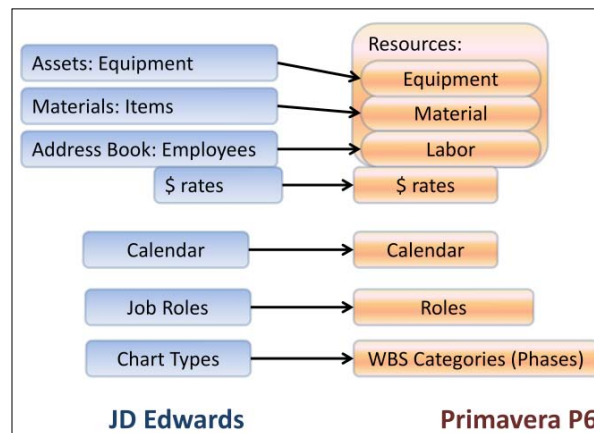 Resources:
Assets: Equipment
Equipment
Materials: Items
Material
Address Book: Employees
Labor
$ rates
$ rates
Calendar
Calendar
Job Roles
Roles
Chart Types
WBS Categories (Phases)
JD Edwards
Primavera P6